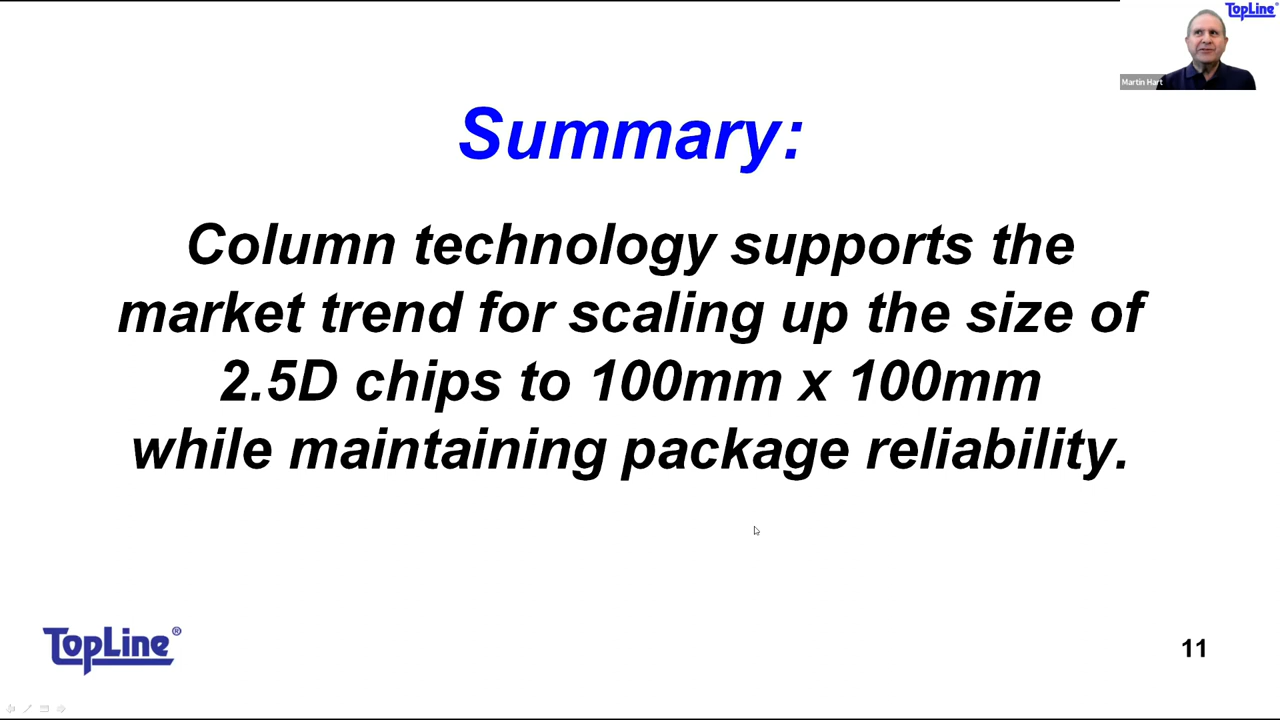 TopLine®
Martin Hart
Summary:
Column technology supports the
market trend for scaling up the size of
2.5D chips to 100mm x 100mm
while maintaining package reliability.
TopLine®
11